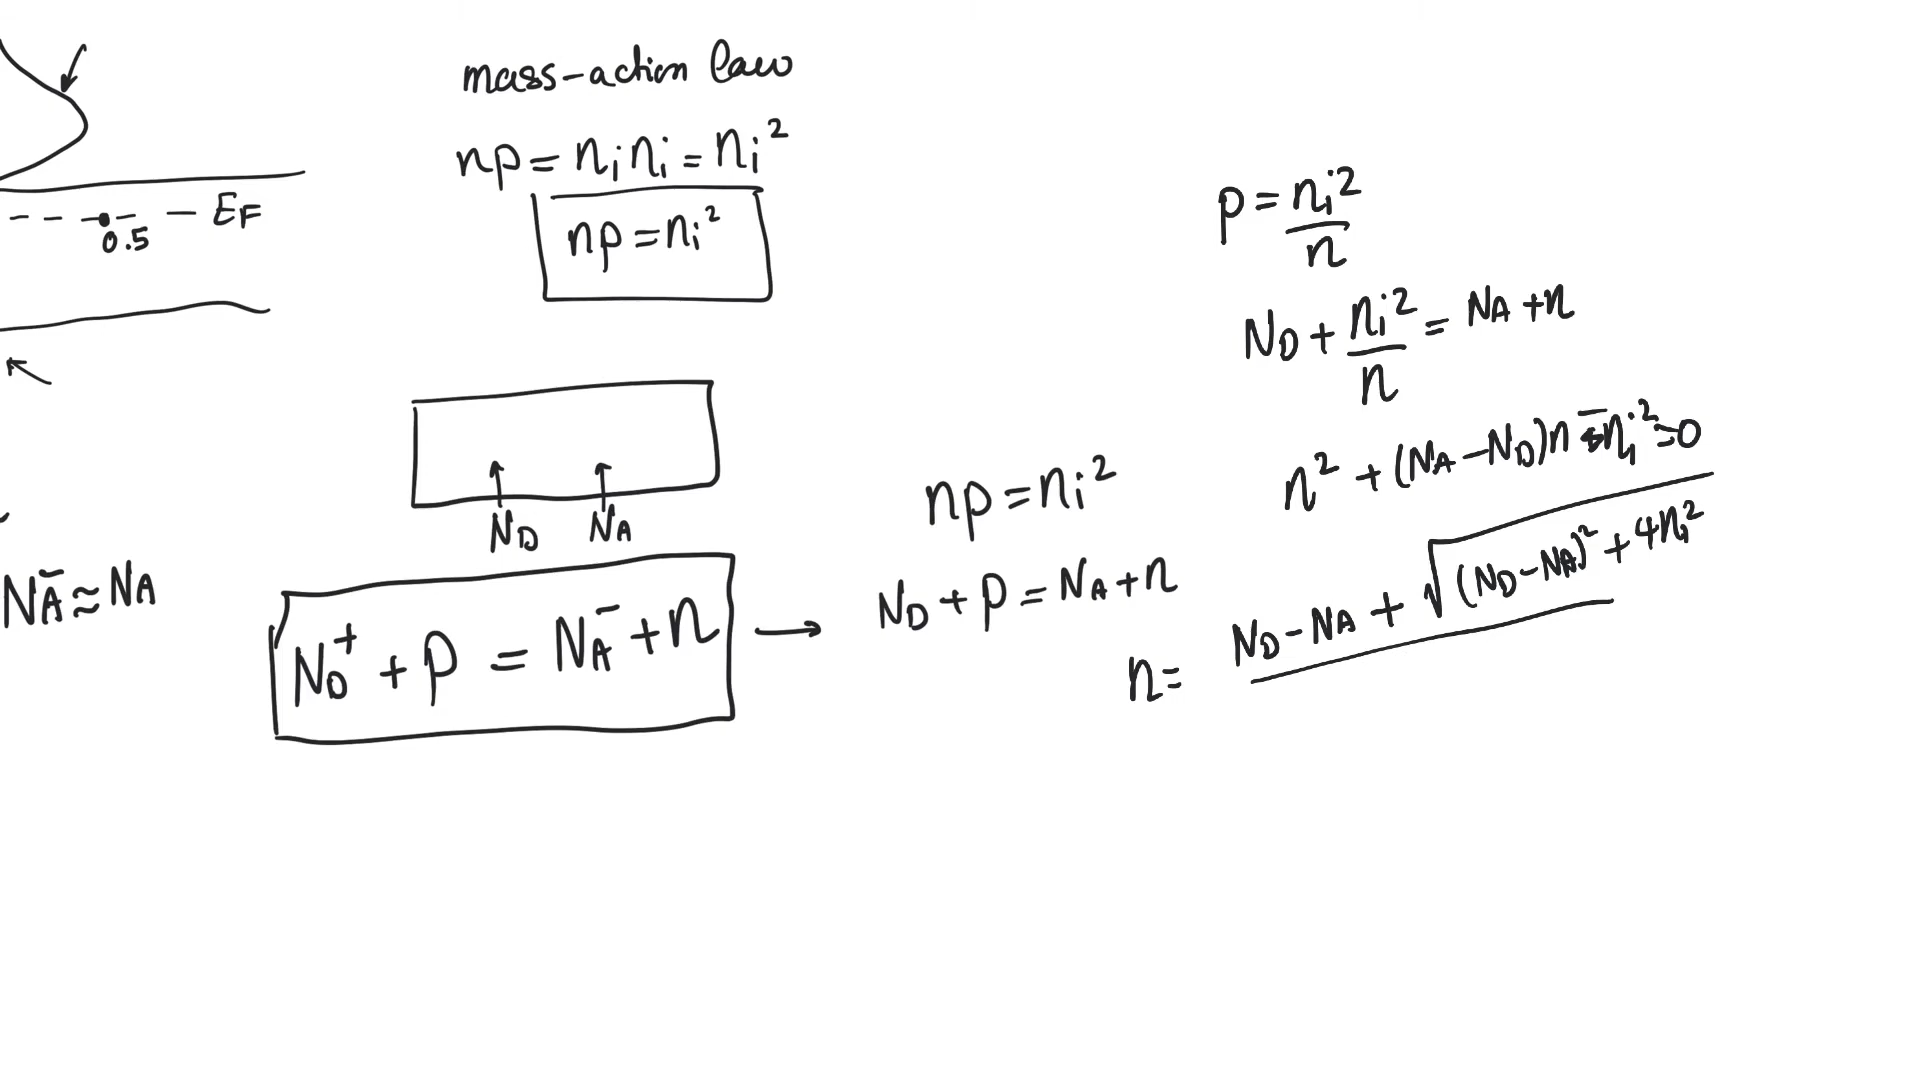 mass-action law
np = nᵢnᵢ = nᵢ²
np = nᵢ²
EF
0.5
ND NA
NA⁻ ≈ NA
ND⁺ + p = NA⁻ + n →
np = nᵢ²
ND + p = NA + n
p = nᵢ²/n
ND + nᵢ²/n = NA + n
n² + (NA - ND)n - nᵢ² = 0
n = ND - NA + √(ND - NA)² + 4nᵢ²